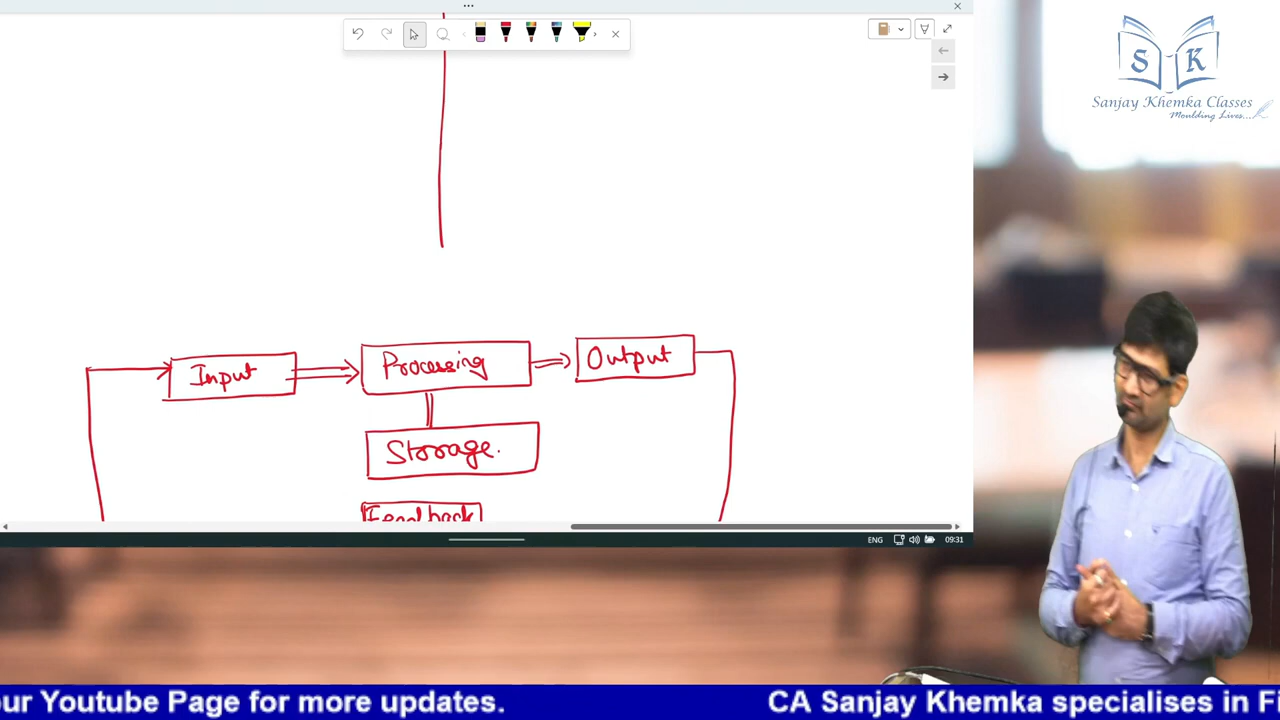 S K
Sanjay Khemka Classes
Moulding Lives...
Input
Processing
Output
Storage.
Feedback
ENG 09:31
our Youtube Page for more updates. CA Sanjay Khemka specialises in Fi